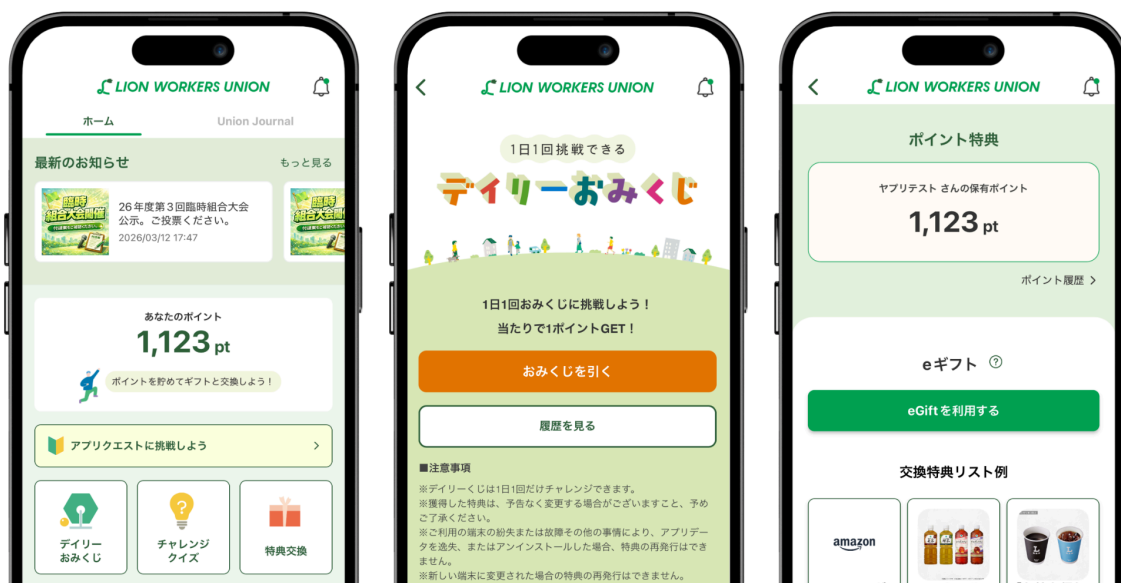 LION WORKERS UNION
ホーム
Union Journal
最新のお知らせ
もっと見る
臨時
組合大会開催
26年度第3回臨時組合大会
公示。ご投票ください。
2026/03/12 17:47
あなたのポイント
1,123 pt
ポイントを貯めてギフトと交換しよう！
アプリクエストに挑戦しよう
デイリー
おみくじ
チャレンジ
クイズ
特典交換
LION WORKERS UNION
1日1回挑戦できる
デイリーおみくじ
1日1回おみくじに挑戦しよう！
当たりで1ポイントGET！
おみくじを引く
履歴を見る
■注意事項
※デイリーくじは1日1回だけチャレンジできます。
※獲得した特典は、予告なく変更する場合がございますこと、予め
ご了承ください。
※ご利用の端末の紛失または故障その他の事情により、アプリデー
タを逸失、またはアンインストールした場合、特典の再発行はでき
ません。
※新しい端末に変更された場合の特典の再発行はできません。
LION WORKERS UNION
ポイント特典
ヤプリテスト さんの保有ポイント
1,123 pt
ポイント履歴
eギフト ?
eGiftを利用する
交換特典リスト例
amazon